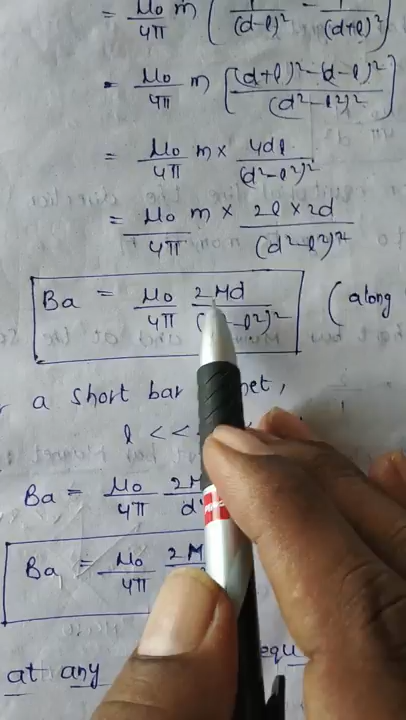 = μ₀/4π m (1/(d-l)² - 1/(d+l)²)
= μ₀/4π m [(d+l)² - (d-l)²/(d²-l²)²]
= μ₀/4π m × 4dl/(d²-l²)²
= μ₀/4π m × 2l × 2d/(d²-l²)²
Ba = μ₀/4π 2Md/( -l²)² (along
a short bar net,
l <<
Ba = μ₀/4π 2M/d
Ba = μ₀/4π 2M
at any equ